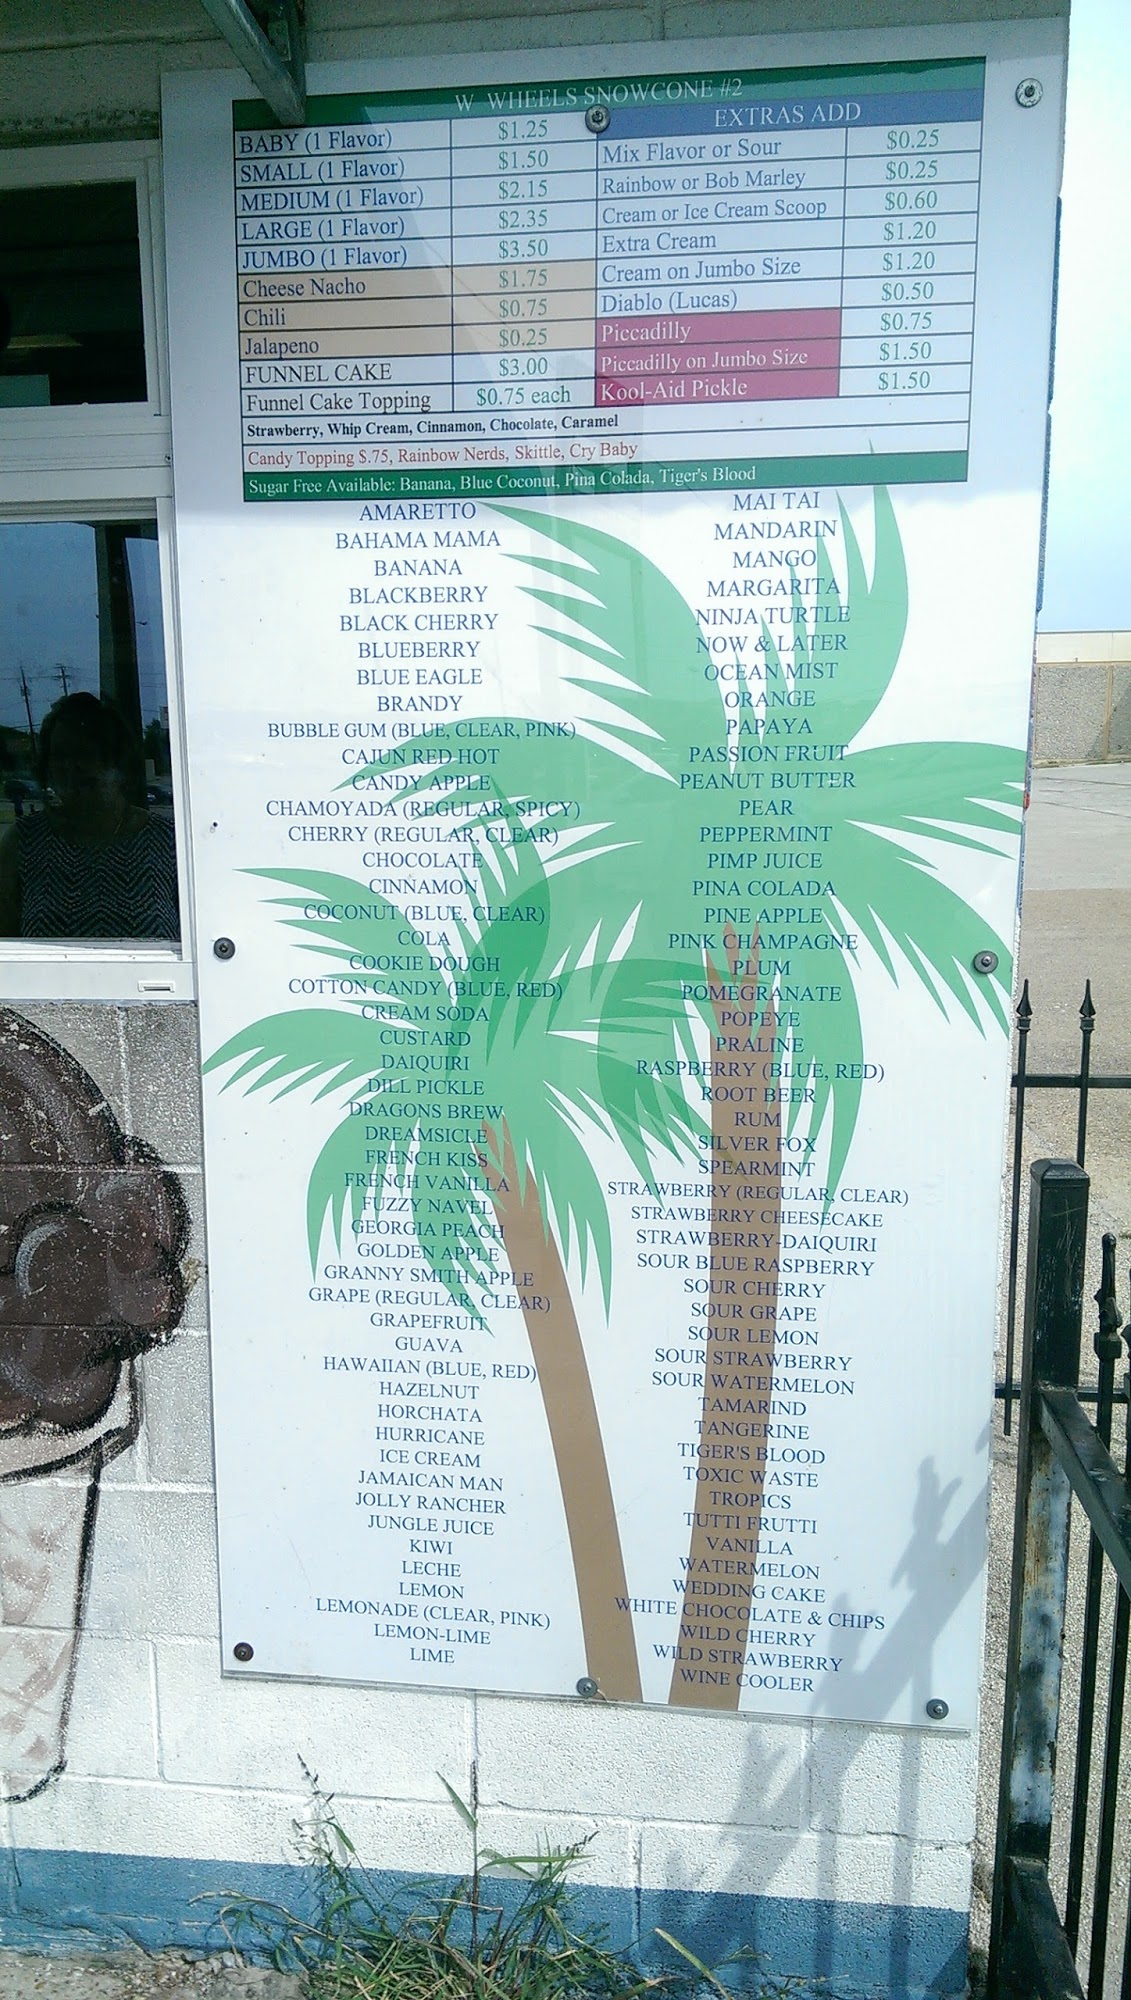 W WHEELS SNOWCONE #2
BABY (1 Flavor) $1.25
SMALL (1 Flavor) $1.50
MEDIUM (1 Flavor) $2.15
LARGE (1 Flavor) $2.35
JUMBO (1 Flavor) $3.50
Cheese Nacho $1.75
Chili $0.75
Jalapeno $0.25
FUNNEL CAKE $3.00
Funnel Cake Topping $0.75 each
EXTRAS ADD
Mix Flavor or Sour $0.25
Rainbow or Bob Marley $0.25
Cream or Ice Cream Scoop $0.60
Extra Cream $1.20
Cream on Jumbo Size $1.20
Diablo (Lucas) $0.50
Piccadilly $0.75
Piccadilly on Jumbo Size $1.50
Kool-Aid Pickle $1.50
Strawberry, Whip Cream, Cinnamon, Chocolate, Caramel
Candy Topping $.75, Rainbow Nerds, Skittle, Cry Baby
Sugar Free Available: Banana, Blue Coconut, Pina Colada, Tiger's Blood
AMARETTO
BAHAMA MAMA
BANANA
BLACKBERRY
BLACK CHERRY
BLUEBERRY
BLUE EAGLE
BRANDY
BUBBLE GUM (BLUE, CLEAR, PINK)
CAJUN RED HOT
CANDY APPLE
CHAMOYADA (REGULAR, SPICY)
CHERRY (REGULAR, CLEAR)
CHOCOLATE
CINNAMON
COCONUT (BLUE, CLEAR)
COLA
COOKIE DOUGH
COTTON CANDY (BLUE, RED)
CREAM SODA
CUSTARD
DAIQUIRI
DILL PICKLE
DRAGONS BREW
DREAMSICLE
FRENCH KISS
FRENCH VANILLA
FUZZY NAVEL
GEORGIA PEACH
GOLDEN APPLE
GRANNY SMITH APPLE
GRAPE (REGULAR, CLEAR)
GRAPEFRUIT
GUAVA
HAWAIIAN (BLUE, RED)
HAZELNUT
HORCHATA
HURRICANE
ICE CREAM
JAMAICAN MAN
JOLLY RANCHER
JUNGLE JUICE
KIWI
LECHE
LEMON
LEMONADE (CLEAR, PINK)
LEMON-LIME
LIME
MAI TAI
MANDARIN
MANGO
MARGARITA
NINJA TURTLE
NOW & LATER
OCEAN MIST
ORANGE
PAPAYA
PASSION FRUIT
PEANUT BUTTER
PEAR
PEPPERMINT
PIMP JUICE
PINA COLADA
PINE APPLE
PINK CHAMPAGNE
PLUM
POMEGRANATE
POPEYE
PRALINE
RASPBERRY (BLUE, RED)
ROOT BEER
RUM
SILVER FOX
SPEARMINT
STRAWBERRY (REGULAR, CLEAR)
STRAWBERRY CHEESECAKE
STRAWBERRY-DAIQUIRI
SOUR BLUE RASPBERRY
SOUR CHERRY
SOUR GRAPE
SOUR LEMON
SOUR STRAWBERRY
SOUR WATERMELON
TAMARIND
TANGERINE
TIGER'S BLOOD
TOXIC WASTE
TROPICS
TUTTI FRUTTI
VANILLA
WATERMELON
WEDDING CAKE
WHITE CHOCOLATE & CHIPS
WILD CHERRY
WILD STRAWBERRY
WINE COOLER